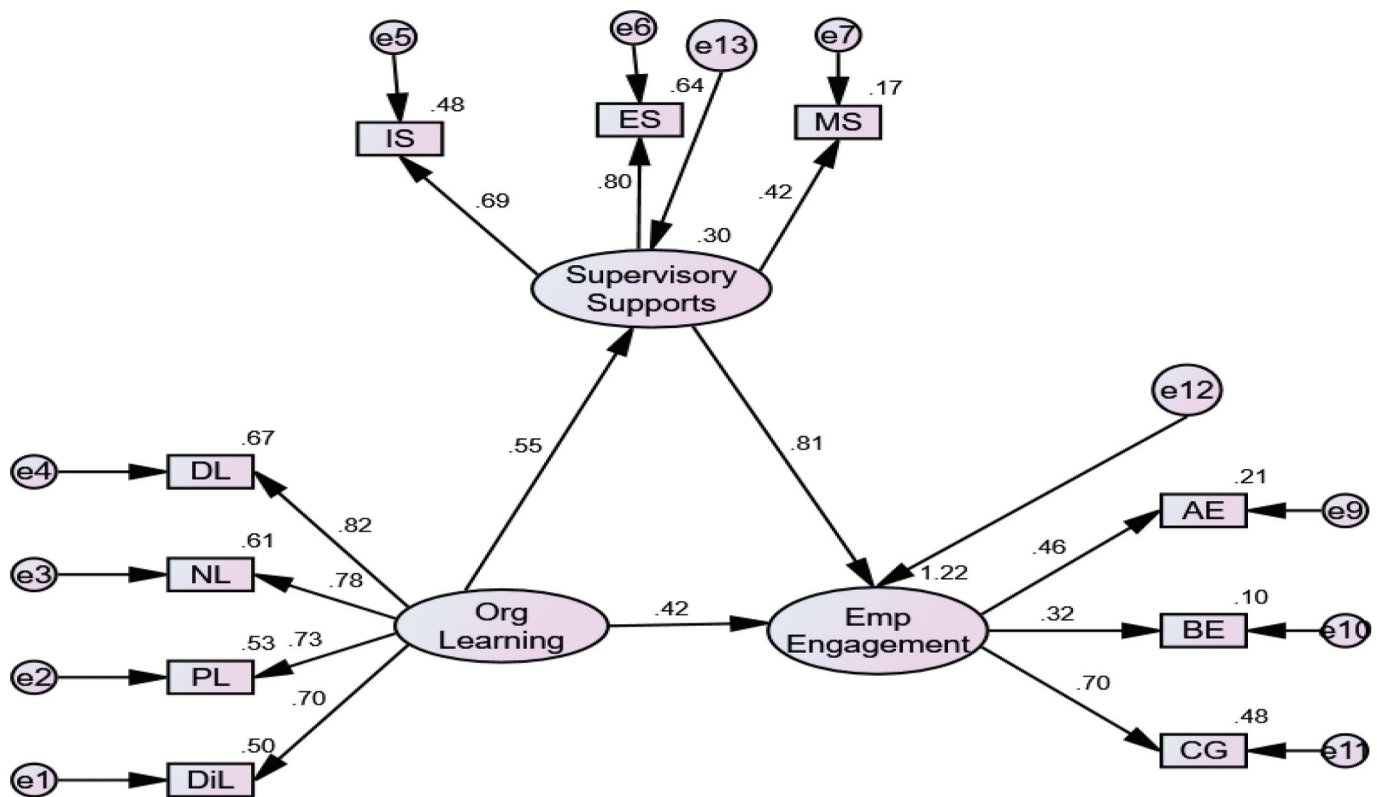 e5
e6
e13
e7
.48
.64
.17
IS
ES
MS
.69
.80
.42
.30
Supervisory
Supports
e12
.55
.81
.67
e4
DL
.82
.61
e3
NL
.78
.53
.73
e2
PL
.70
.50
e1
DiL
Org
Learning
.42
1.22
Emp
Engagement
.21
AE
e9
.46
.10
.32
BE
e10
.70
.48
CG
e11